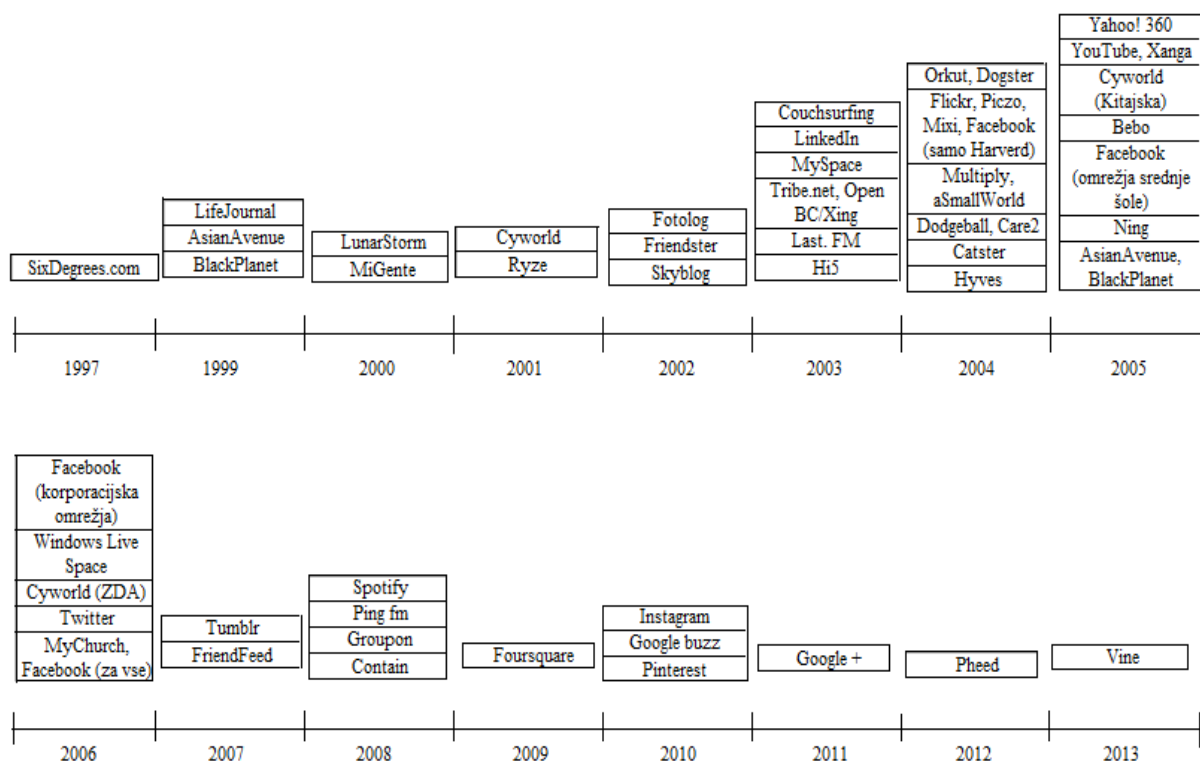 SixDegrees.com
LifeJournal
AsianAvenue
BlackPlanet
LunarStorm
MiGente
Cyworld
Ryze
Fotolog
Friendster
Skyblog
Couchsurfing
LinkedIn
MySpace
Tribe.net, Open
BC/Xing
Last. FM
Hi5
Orkut, Dogster
Flickr, Piczo,
Mixi, Facebook
(samo Harverd)
Multiply,
aSmallWorld
Dodgeball, Care2
Catster
Hyves
Yahoo! 360
YouTube, Xanga
Cyworld
(Kitajska)
Bebo
Facebook
(omrežja srednje
šole)
Ning
AsianAvenue,
BlackPlanet
1997
1999
2000
2001
2002
2003
2004
2005
Facebook
(korporacijska
omrežja)
Windows Live
Space
Cyworld (ZDA)
Twitter
MyChurch,
Facebook (za vse)
Tumblr
FriendFeed
Spotify
Ping fm
Groupon
Contain
Foursquare
Instagram
Google buzz
Pinterest
Google +
Pheed
Vine
2006
2007
2008
2009
2010
2011
2012
2013